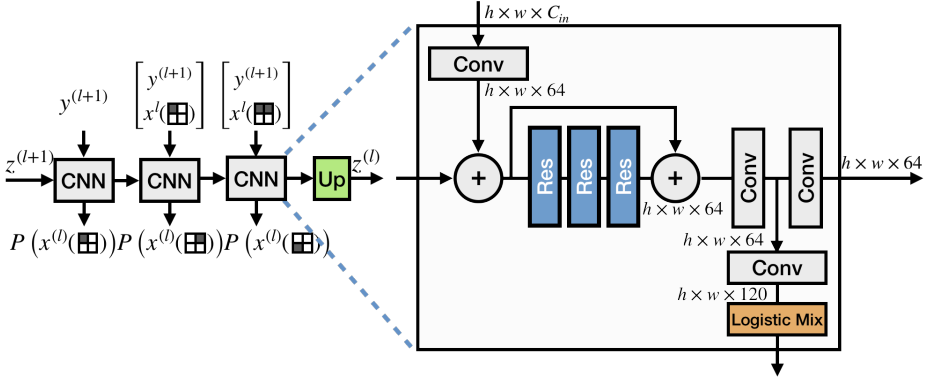 h × w × C_in
Conv
h × w × 64
y^(l+1)
[ y^(l+1) x^l( ) ]
[ y^(l+1) x^l( ) ]
z^(l+1)
CNN
CNN
CNN
Up
z^(l)
+
Res
Res
Res
+
h × w × 64
Conv
Conv
h × w × 64
P ( x^(l)( ) ) P ( x^(l)( ) ) P ( x^(l)( ) )
h × w × 64
Conv
h × w × 120
Logistic Mix